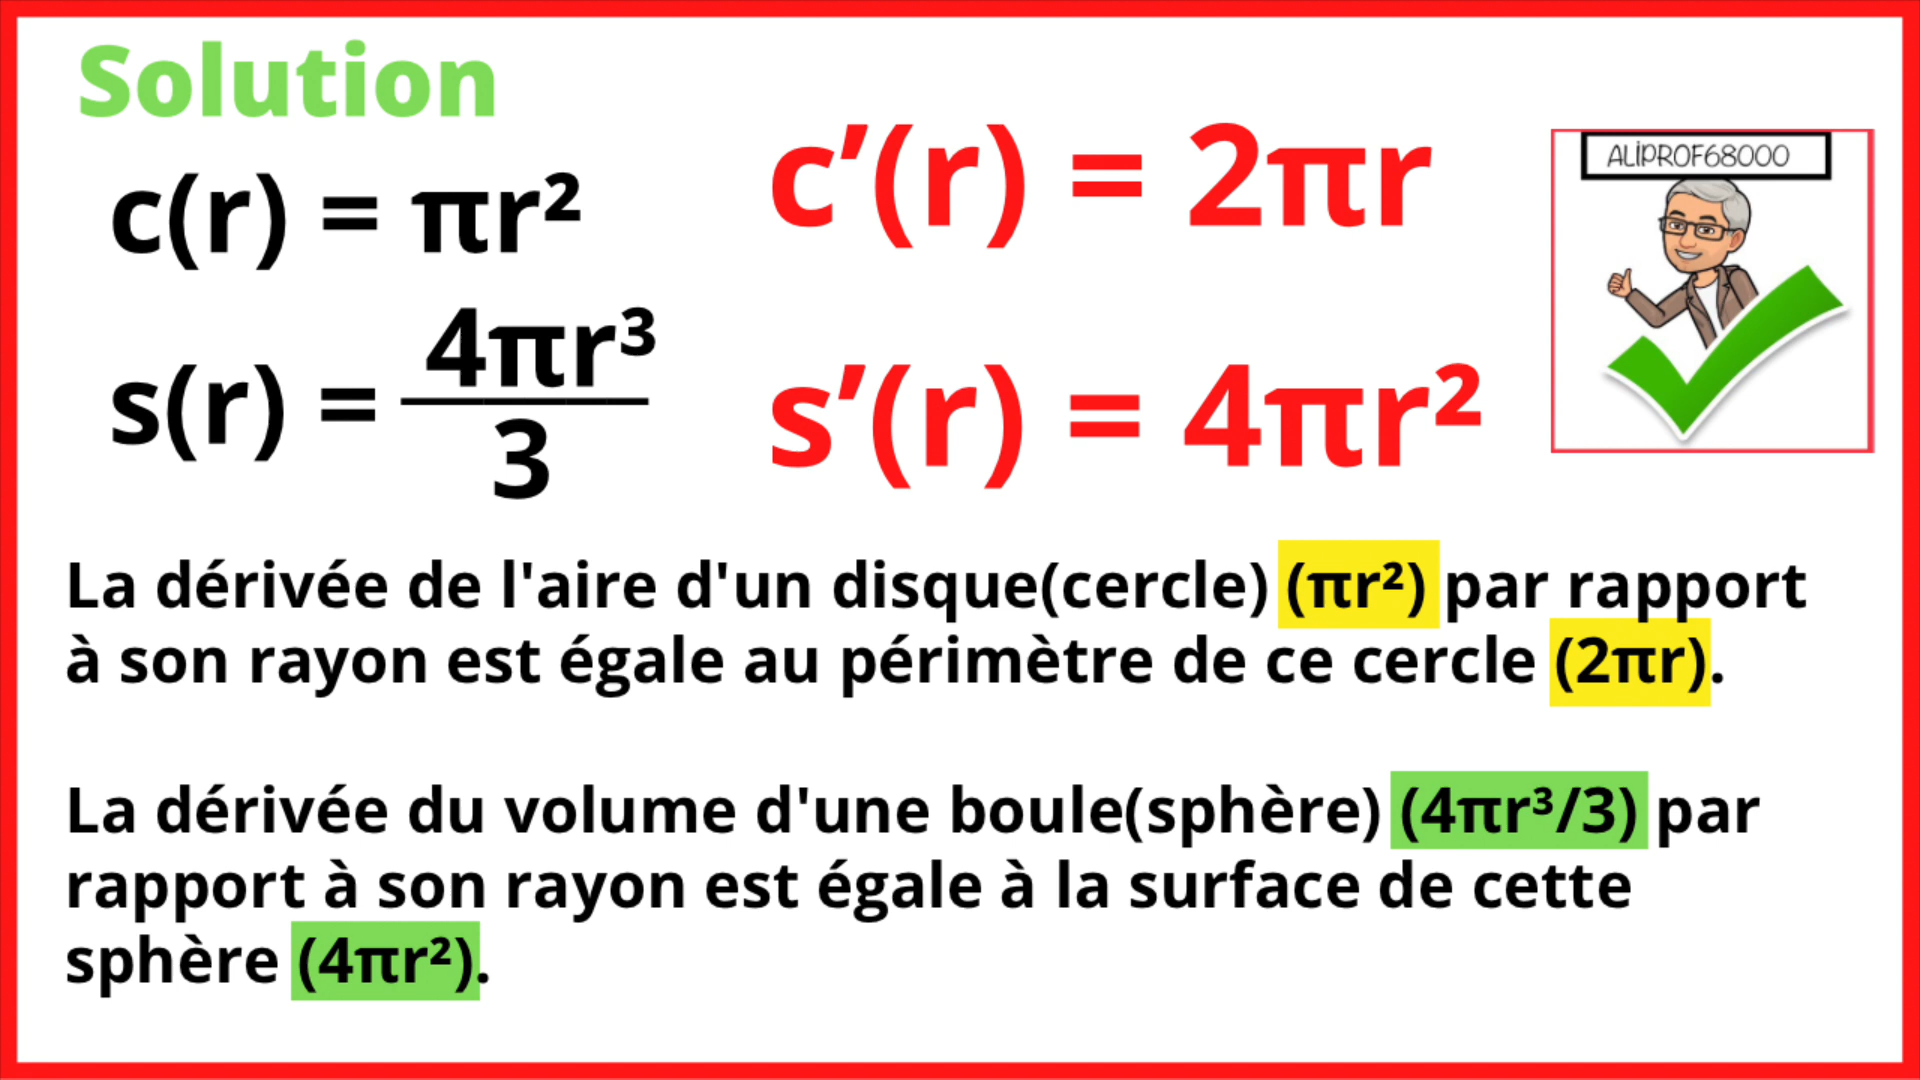 Solution
c(r) = πr²
c’(r) = 2πr
ALİPROF68000
s(r) = 4πr³
3
s’(r) = 4πr²
La dérivée de l'aire d'un disque(cercle) (πr²) par rapport
à son rayon est égale au périmètre de ce cercle (2πr).
La dérivée du volume d'une boule(sphère) (4πr³/3) par
rapport à son rayon est égale à la surface de cette
sphère (4πr²).